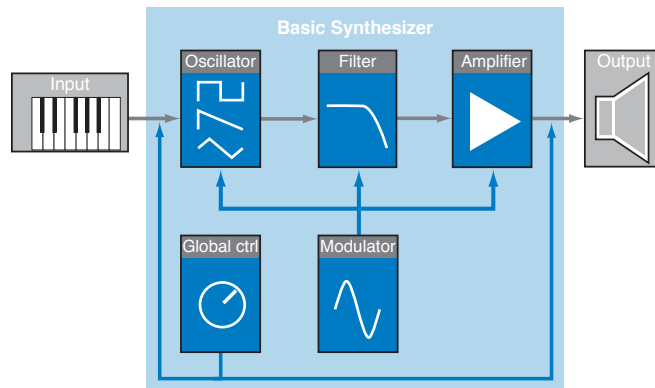 Basic Synthesizer
Input
Oscillator
Filter
Amplifier
Output
Global ctrl
Modulator